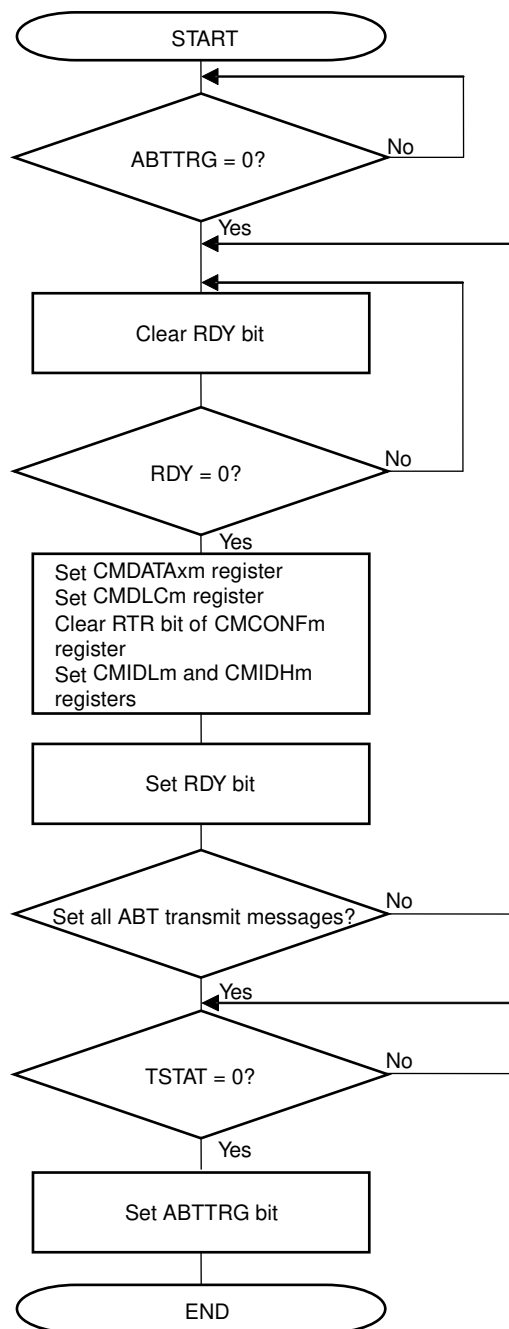 START
ABTTRG = 0?
No
Yes
Clear RDY bit
RDY = 0?
No
Yes
Set CMDATAxm register
Set CMDLCm register
Clear RTR bit of CMCONFm
register
Set CMIDLm and CMIDHm
registers
Set RDY bit
Set all ABT transmit messages?
No
Yes
TSTAT = 0?
No
Yes
Set ABTTRG bit
END